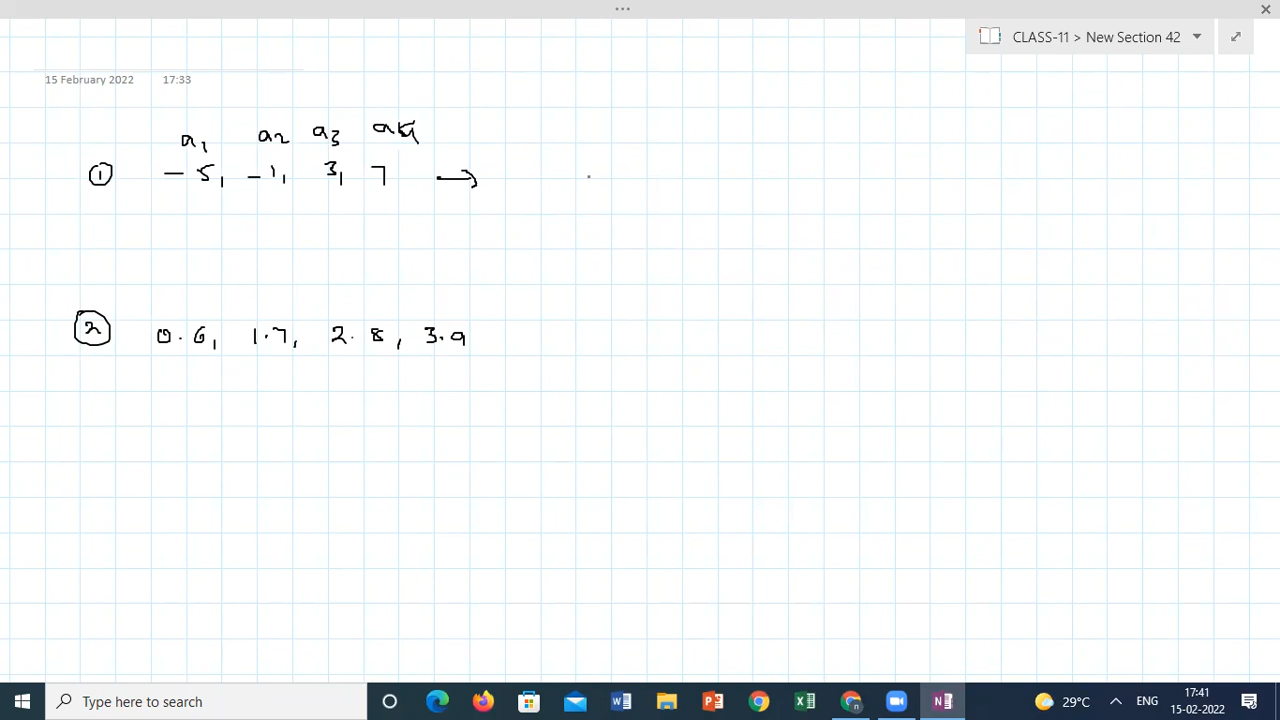 ...
CLASS-11 > New Section 42
15 February 2022 17:33
a1 a2 a3 a4
① -5, -1, 3, 7 →
② 0.6, 1.7, 2.8, 3.9
Type here to search
29°C ENG 17:41
15-02-2022